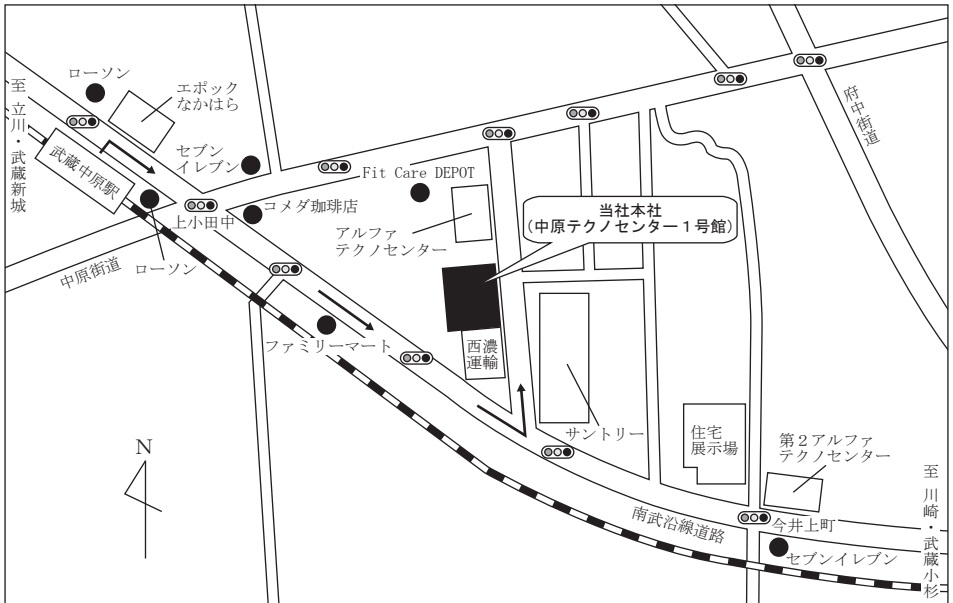 至 立川・武蔵新城
ローソン
エポック
なかはら
武蔵中原駅
セブン
イレブン
Fit Care DEPOT
府中街道
上小田中
コメダ珈琲店
アルファ
テクノセンター
当社本社
(中原テクノセンター1号館)
中原街道
ローソン
ファミリーマート
西濃
運輸
サントリー
住宅
展示場
第2アルファ
テクノセンター
N
南武沿線道路
今井上町
セブンイレブン
至 川崎・武蔵小杉